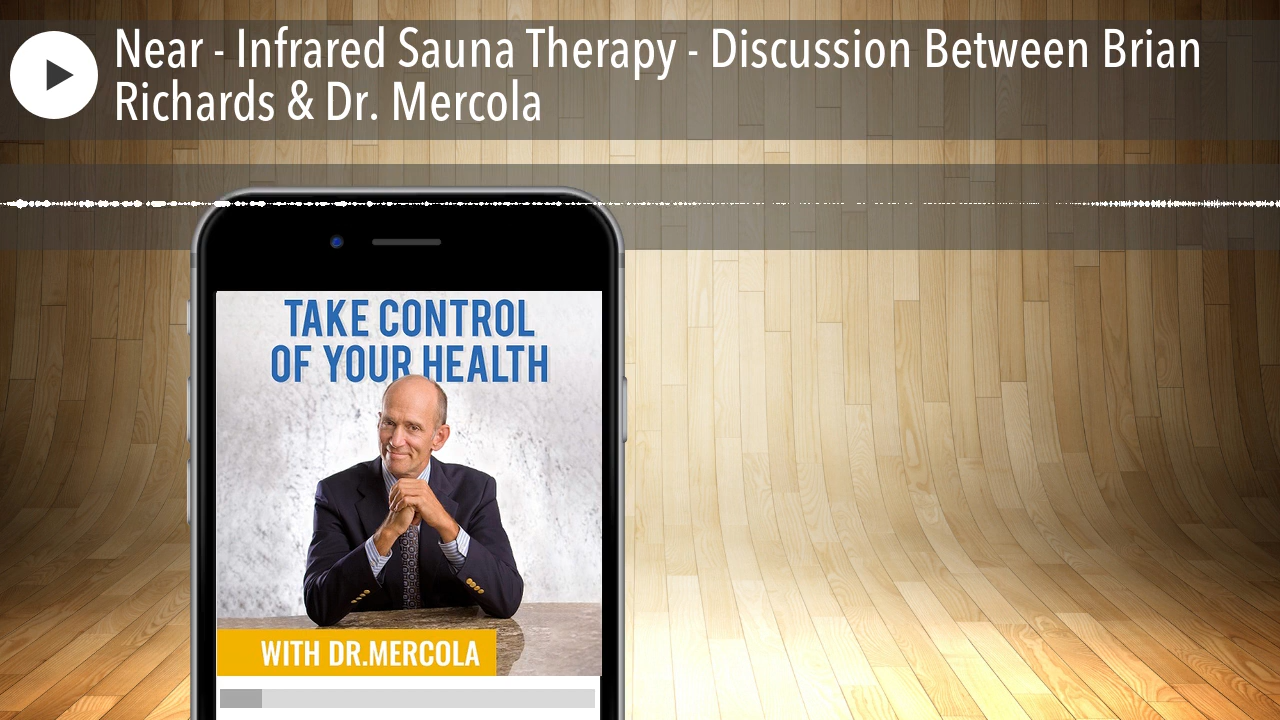 Near - Infrared Sauna Therapy - Discussion Between Brian
Richards & Dr. Mercola
TAKE CONTROL
OF YOUR HEALTH
WITH DR.MERCOLA